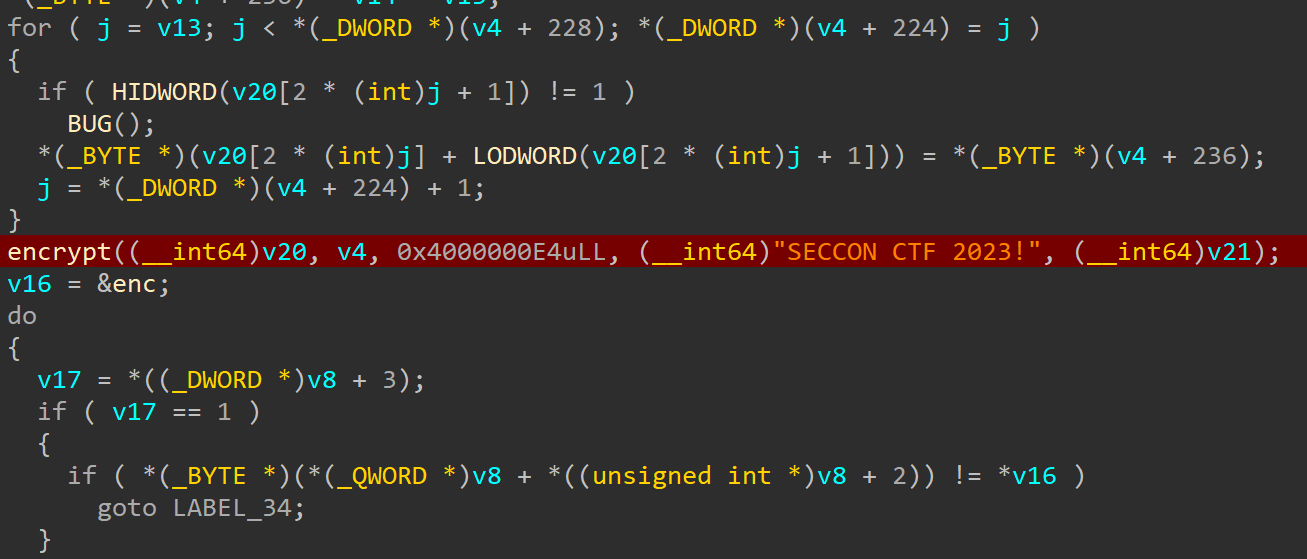 for ( j = v13; j < *(_DWORD *)(v4 + 228); *(_DWORD *)(v4 + 224) = j )
{
if ( HIDWORD(v20[2 * (int)j + 1]) != 1 )
BUG();
*(_BYTE *)(v20[2 * (int)j] + LODWORD(v20[2 * (int)j + 1])) = *(_BYTE *)(v4 + 236);
j = *(_DWORD *)(v4 + 224) + 1;
}
encrypt((__int64)v20, v4, 0x4000000E4uLL, (__int64)"SECCON CTF 2023!", (__int64)v21);
v16 = &enc;
do
{
v17 = *((_DWORD *)v8 + 3);
if ( v17 == 1 )
{
if ( *(_BYTE *)(*(_QWORD *)v8 + *((unsigned int *)v8 + 2)) != *v16 )
goto LABEL_34;
}